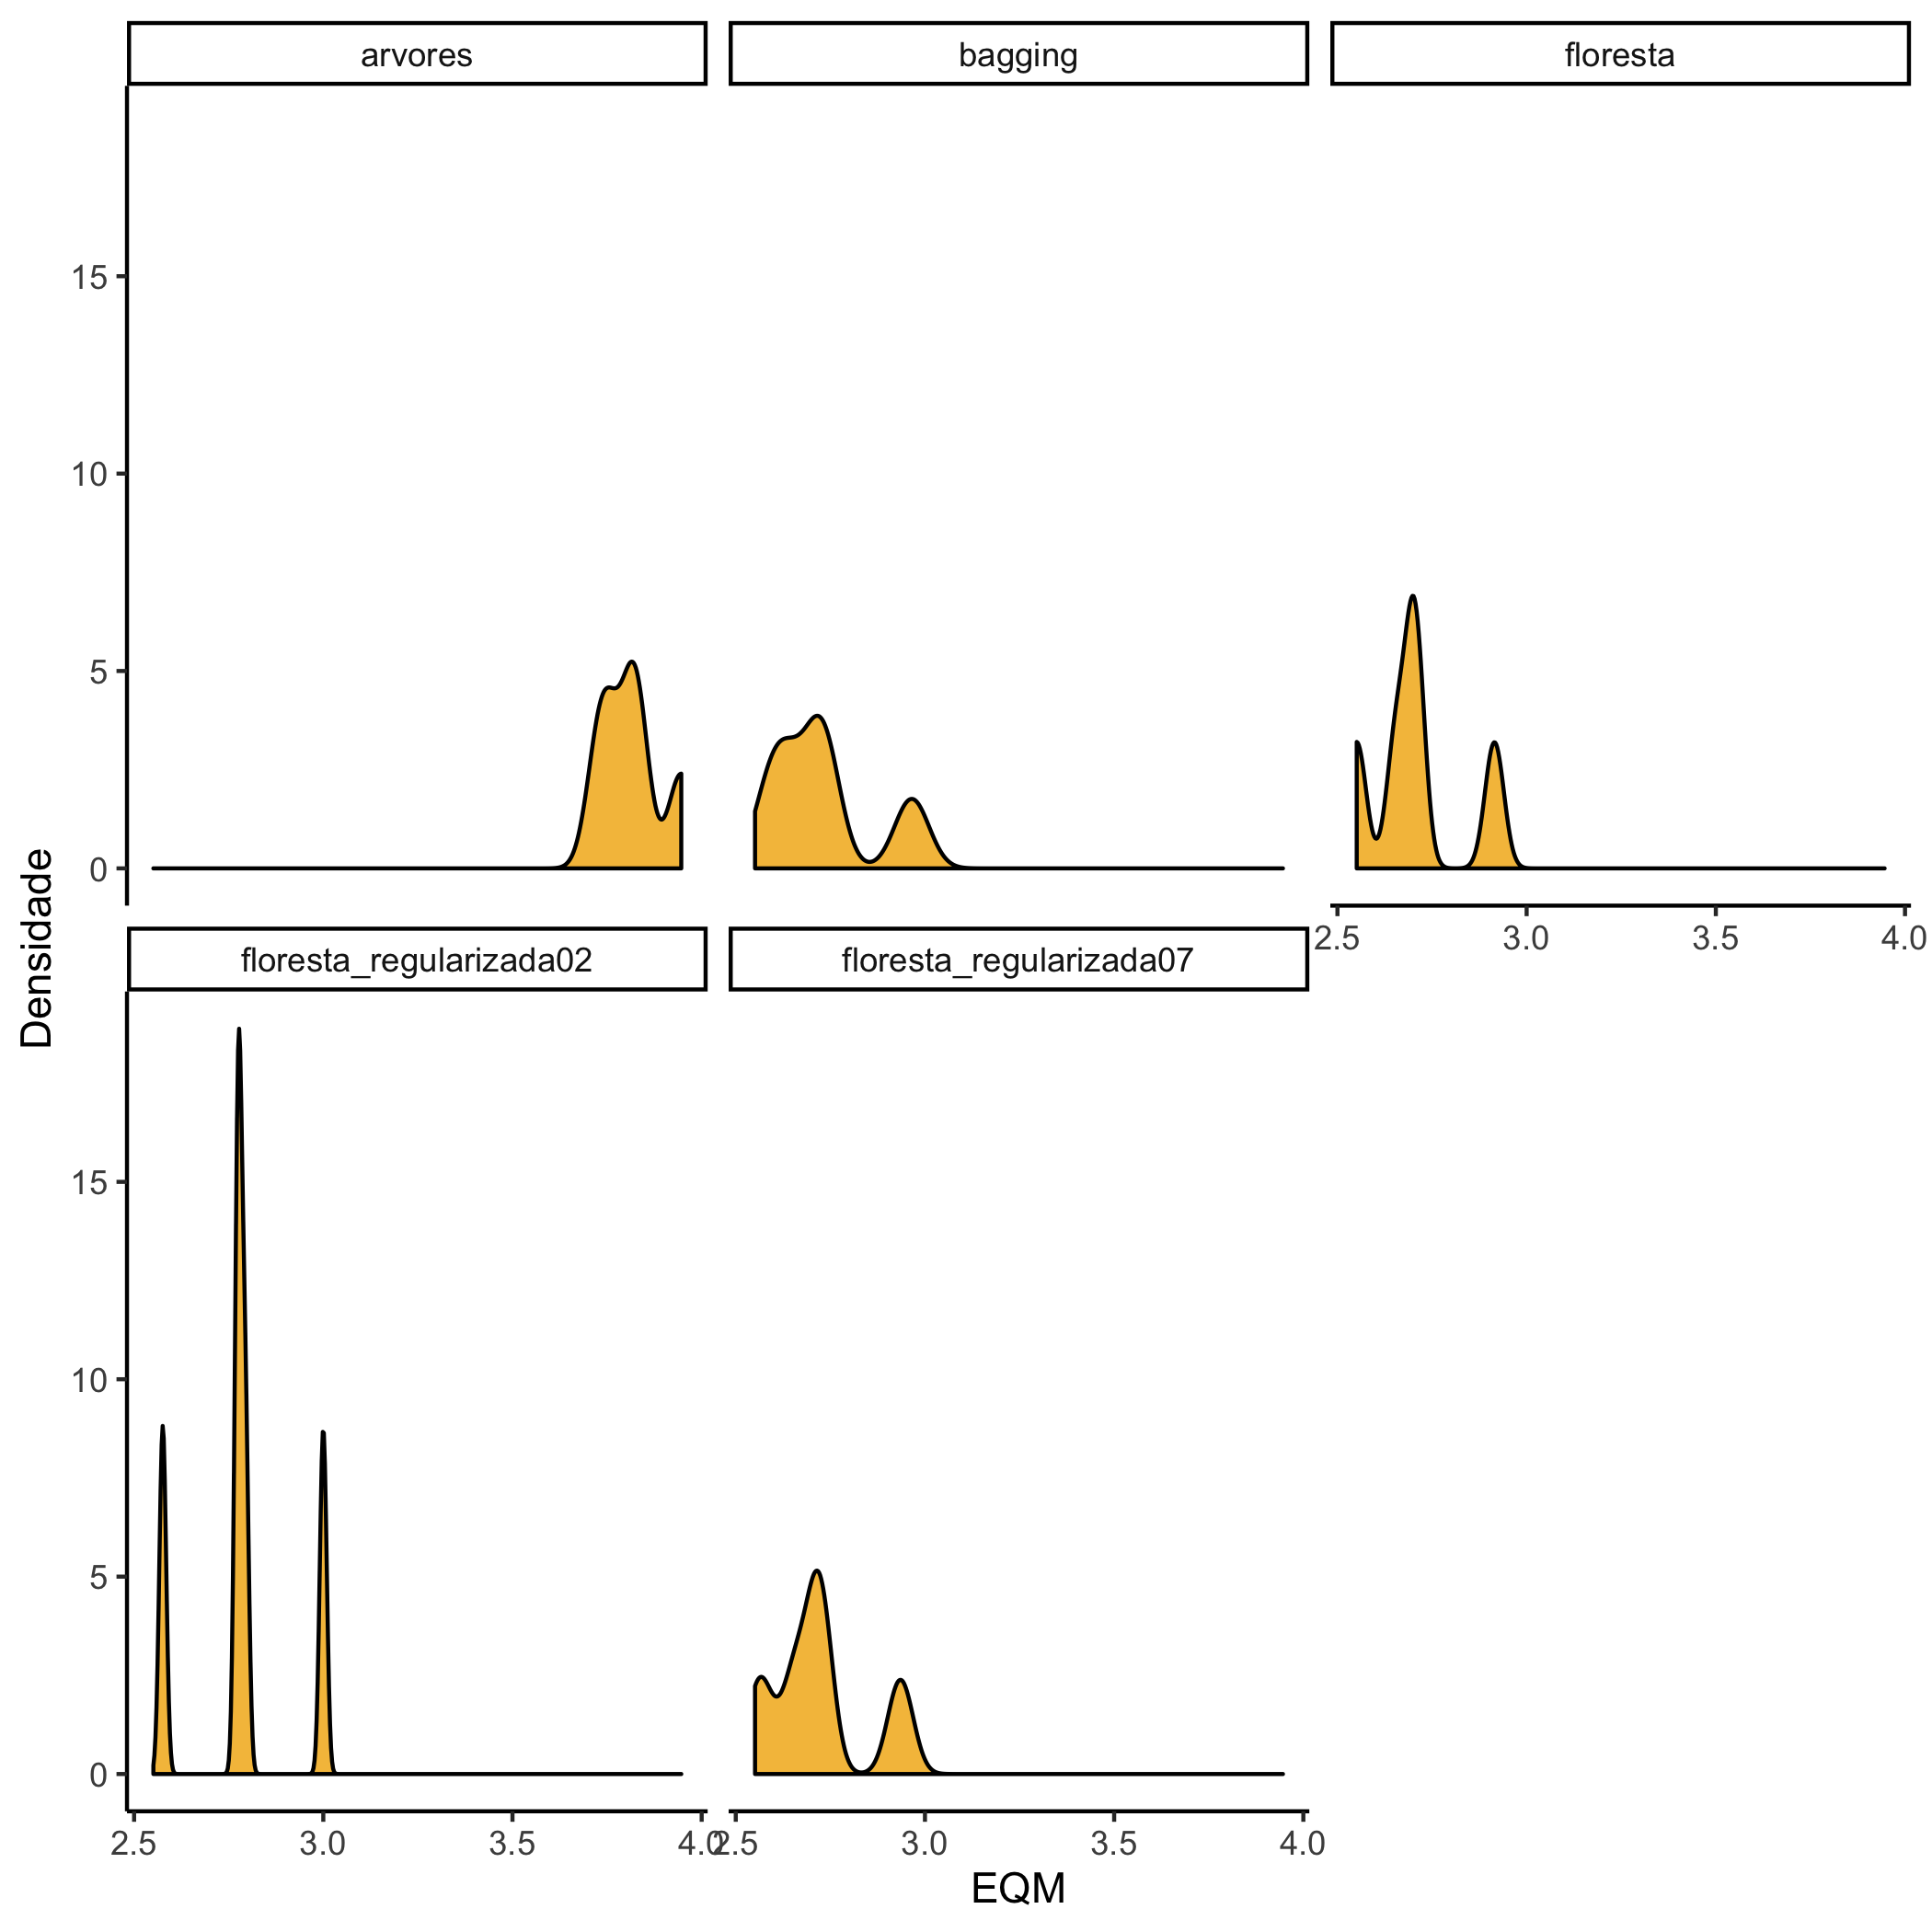 arvores bagging floresta
15
10
5
0
2.5 3.0 3.5 4.0
floresta_regularizada02 floresta_regularizada07
15
10
5
0
2.5 3.0 3.5 4.0 2.5 3.0 3.5 4.0
EQM
Densidade